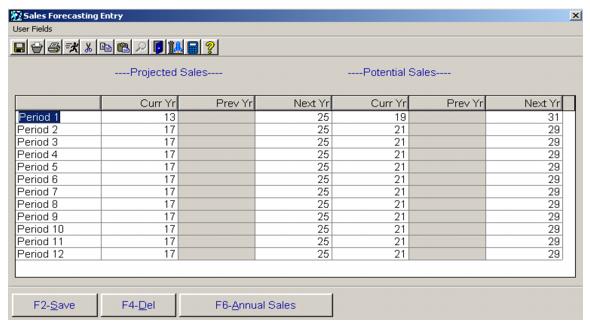 Sales Forecasting Entry
User Fields
----Projected Sales---- ----Potential Sales----
Curr Yr Prev Yr Next Yr Curr Yr Prev Yr Next Yr
Period 1 13 25 19 31
Period 2 17 25 21 29
Period 3 17 25 21 29
Period 4 17 25 21 29
Period 5 17 25 21 29
Period 6 17 25 21 29
Period 7 17 25 21 29
Period 8 17 25 21 29
Period 9 17 25 21 29
Period 10 17 25 21 29
Period 11 17 25 21 29
Period 12 17 25 21 29
F2-Save F4-Del F6-Annual Sales